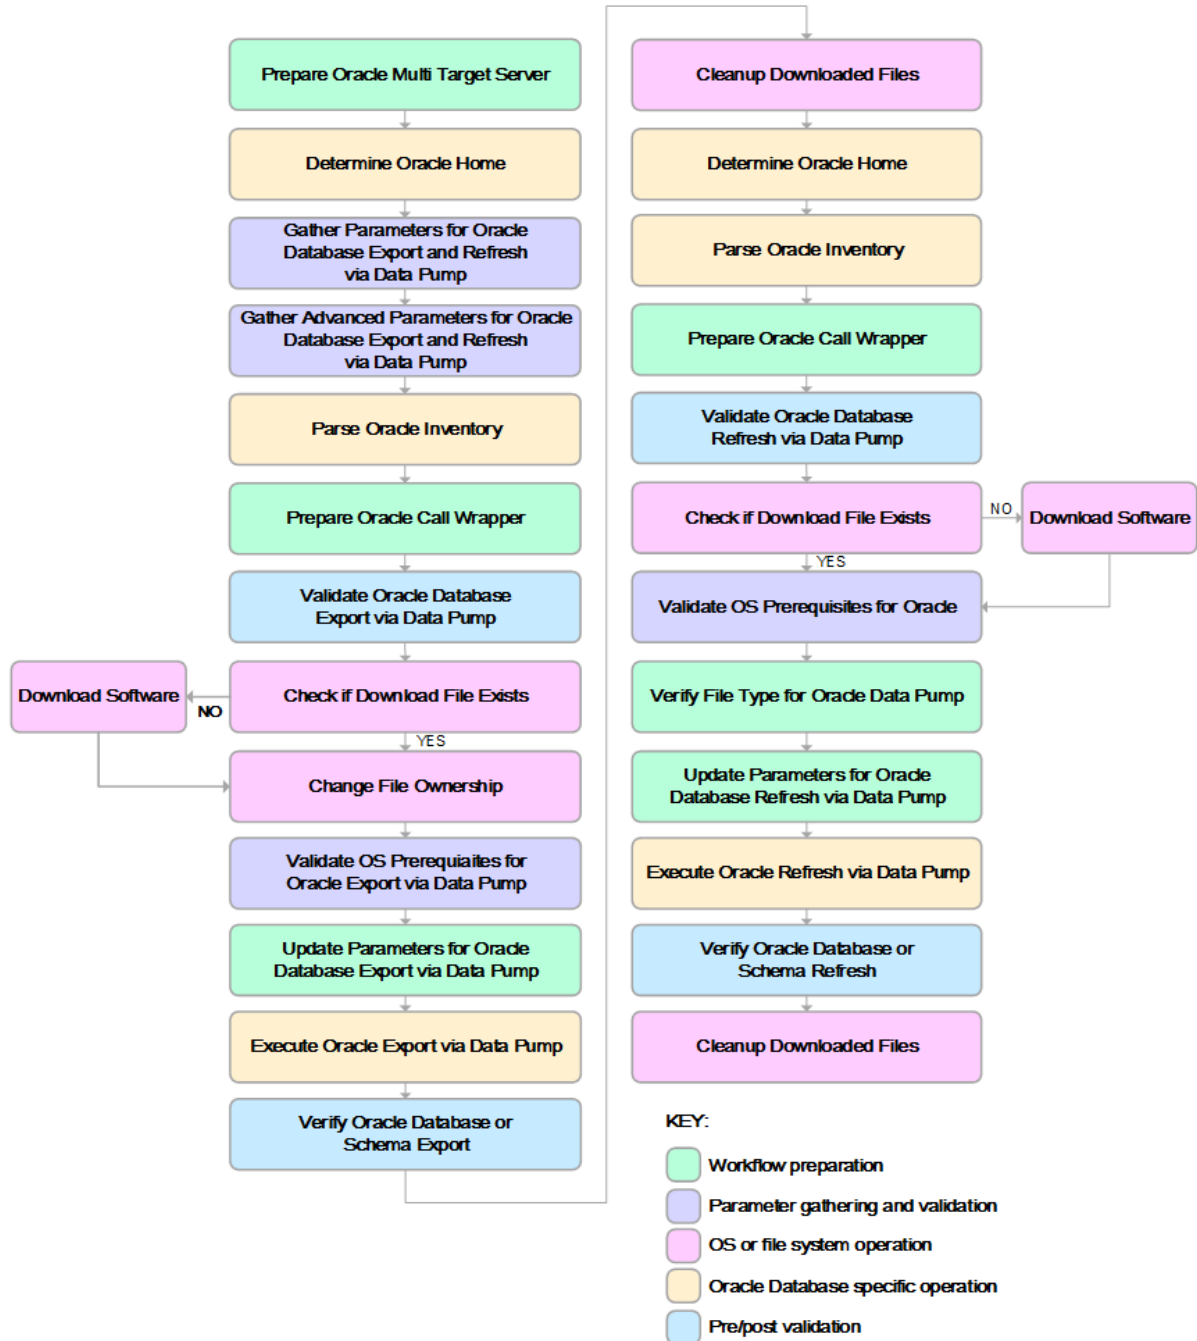 Prepare Oracle Multi Target Server
Determine Oracle Home
Gather Parameters for Oracle
Database Export and Refresh
via Data Pump
Gather Advanced Parameters for Oracle
Database Export and Refresh
via Data Pump
Parse Oracle Inventory
Prepare Oracle Call Wrapper
Validate Oracle Database
Export via Data Pump
Check if Download File Exists
NO
Download Software
YES
Change File Ownership
Validate OS Prerequiaites for
Oracle Export via Data Pump
Update Parameters for Oracle
Database Export via Data Pump
Execute Oracle Export via Data Pump
Verify Oracle Database or
Schema Export
Cleanup Downloaded Files
Determine Oracle Home
Parse Oracle Inventory
Prepare Oracle Call Wrapper
Validate Oracle Database
Refresh via Data Pump
Check if Download File Exists
NO
Download Software
YES
Validate OS Prerequisites for Oracle
Verify File Type for Oracle Data Pump
Update Parameters for Oracle
Database Refresh via Data Pump
Execute Oracle Refresh via Data Pump
Verify Oracle Database or
Schema Refresh
Cleanup Downloaded Files
KEY:
Workflow preparation
Parameter gathering and validation
OS or file system operation
Oracle Database specific operation
Pre/post validation